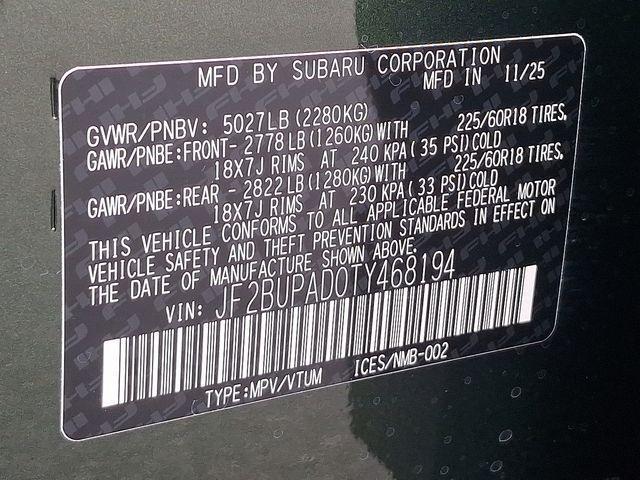 MFD BY SUBARU CORPORATION
MFD IN 11/25
GVWR/PNBV: 5027LB (2280KG)
GAWR/PNBE:FRONT- 2778 LB (1260KG) WITH 225/60R18 TIRES,
18X7J RIMS AT 240 KPA (35 PSI) COLD
GAWR/PNBE:REAR - 2822 LB (1280KG) WITH 225/60R18 TIRES,
18X7J RIMS AT 230 KPA (33 PSI) COLD
THIS VEHICLE CONFORMS TO ALL APPLICABLE FEDERAL MOTOR
VEHICLE SAFETY AND THEFT PREVENTION STANDARDS IN EFFECT ON
THE DATE OF MANUFACTURE SHOWN ABOVE.
VIN: JF2BUPAD0TY468194
TYPE:MPV/VTUM ICES/NMB-002